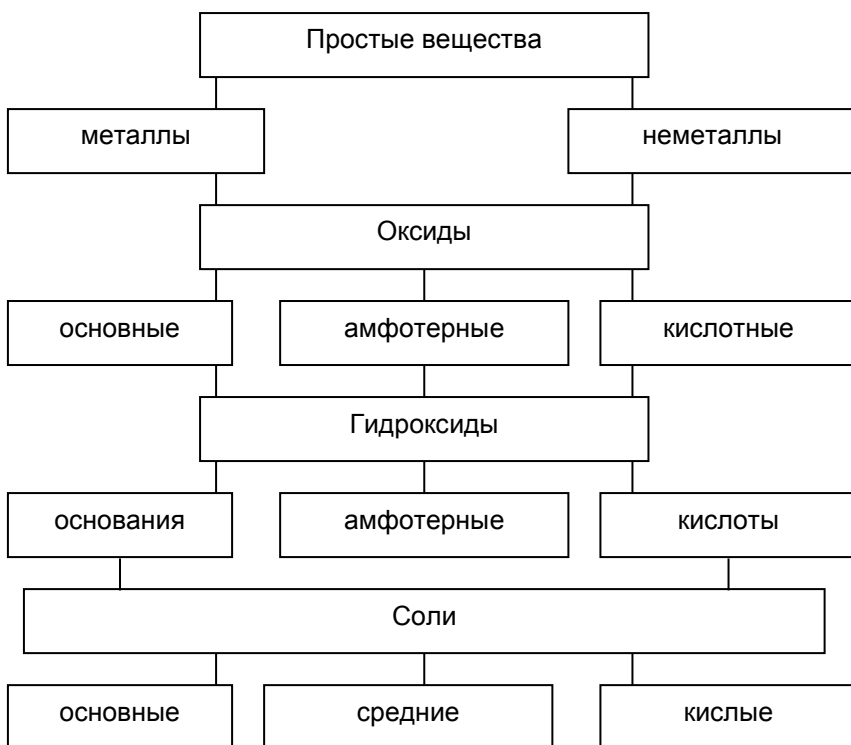 Простые вещества
металлы
неметаллы
Оксиды
основные
амфотерные
кислотные
Гидроксиды
основания
амфотерные
кислоты
Соли
основные
средние
кислые